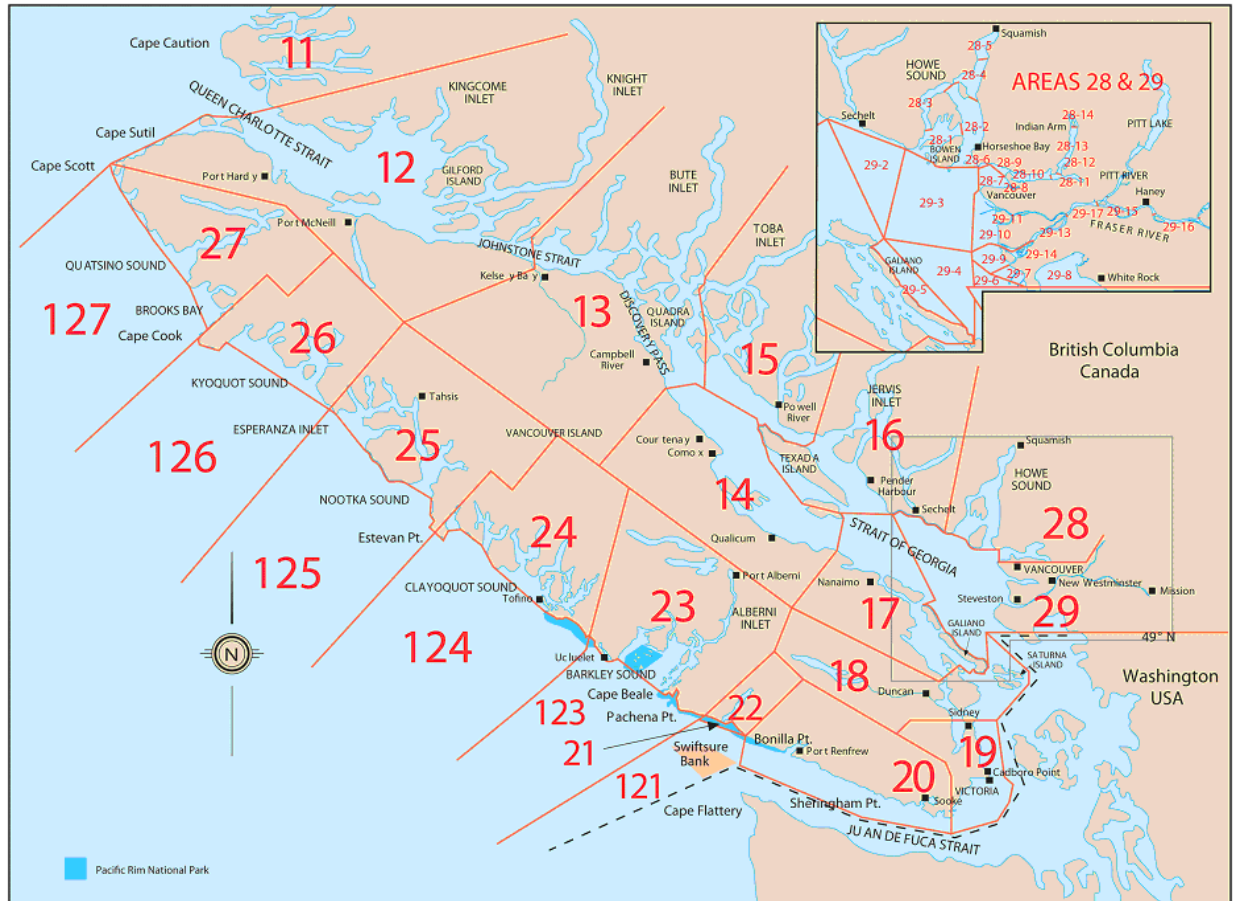 Cape Caution
11
QUEEN CHARLOTTE STRAIT
KINGCOME
INLET
KNIGHT
INLET
Cape Sutil
Cape Scott
12
GILFORD
ISLAND
Port Hard y
Port McNeill
27
BUTE
INLET
TOBA
INLET
JOHNSTONE STRAIT
Kelse y Ba y
QUATSINO SOUND
BROOKS BAY
127
Cape Cook
26
13
DISCOVERY PASS
QUADRA
ISLAND
Campbell
River
15
KYOQUOT SOUND
Tahsis
Po well
River
JERVIS
INLET
ESPERANZA INLET
25
VANCOUVER ISLAND
126
Cour tena y
Como x
TEXAD A
ISLAND
16
Pender
Harbour
Sechelt
NOOTKA SOUND
14
Estevan Pt.
24
Qualicum
STRAIT OF GEORGIA
125
CLAYOQUOT SOUND
Tofino
Port Alberni
23
ALBERNI
INLET
Nanaimo
17
124
Uc luelet
BARKLEY SOUND
Cape Beale
123
Pachena Pt.
21
22
18
Duncan
GALIANO
ISLAND
SATURNA
ISLAND
Sidney
Bonilla Pt.
Port Renfrew
Swiftsure
Bank
121
19
20
Cadboro Point
VICTORIA
Sooke
Cape Flattery
Sheringham Pt.
JU AN DE FUCA STRAIT
Squamish
HOWE
SOUND
28
VANCOUVER
New Westminster
Steveston
29
Mission
49° N
British Columbia
Canada
Washington
USA
N
Pacific Rim National Park
AREAS 28 & 29
Squamish
28-5
HOWE
SOUND
28-4
28-3
Sechelt
28-14
Indian Arm
PITT LAKE
28-2
28-1
BOWEN
ISLAND
Horseshoe Bay
28-13
28-6
28-9
28-12
29-2
28-7
28-10
28-11
28-8
PITT RIVER
Vancouver
Haney
29-3
29-11
29-17
29-15
29-16
FRASER RIVER
29-10
29-13
29-14
GALIANO
ISLAND
29-4
29-9
29-7
29-8
29-6
29-5
White Rock